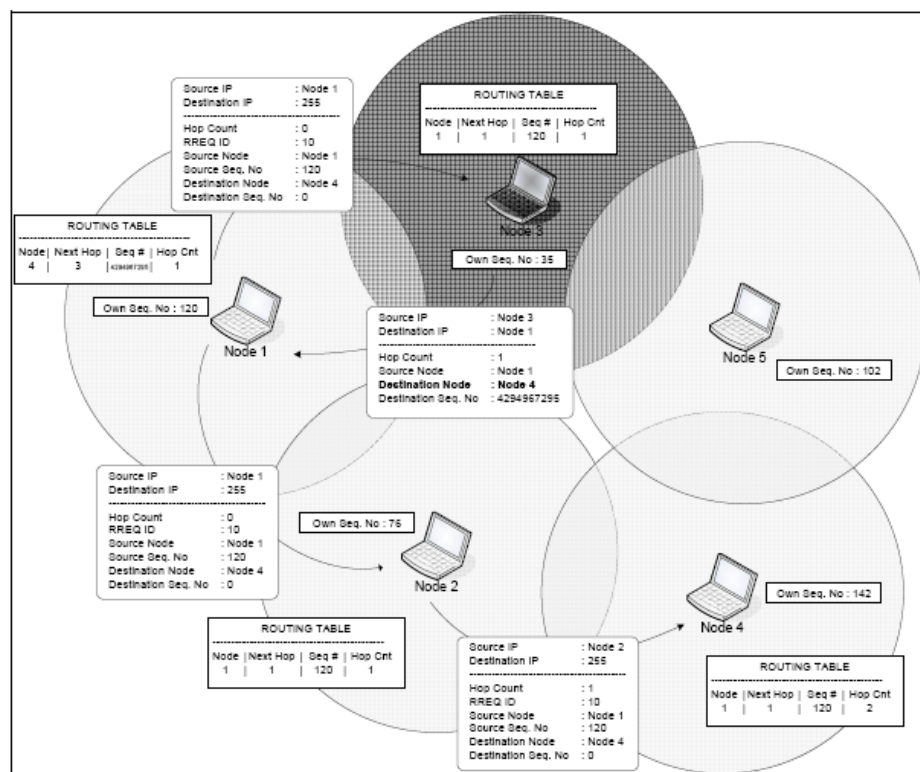 Source IP : Node 1
Destination IP : 255
Hop Count : 0
RREQ ID : 10
Source Node : Node 1
Source Seq. No : 120
Destination Node : Node 4
Destination Seq. No : 0
ROUTING TABLE
Node | Next Hop | Seq # | Hop Cnt
1 | 1 | 120 | 1
Node 3
Own Seq. No : 35
ROUTING TABLE
Node | Next Hop | Seq # | Hop Cnt
4 | 3 | 4294967295 | 1
Own Seq. No : 120
Node 1
Source IP : Node 3
Destination IP : Node 1
Hop Count : 1
Source Node : Node 1
Destination Node : Node 4
Destination Seq. No : 4294967295
Node 5
Own Seq. No : 102
Source IP : Node 1
Destination IP : 255
Hop Count : 0
RREQ ID : 10
Source Node : Node 1
Source Seq. No : 120
Destination Node : Node 4
Destination Seq. No : 0
Own Seq. No : 76
Node 2
Own Seq. No : 142
Node 4
ROUTING TABLE
Node | Next Hop | Seq # | Hop Cnt
1 | 1 | 120 | 1
Source IP : Node 2
Destination IP : 255
Hop Count : 1
RREQ ID : 10
Source Node : Node 1
Source Seq. No : 120
Destination Node : Node 4
Destination Seq. No : 0
ROUTING TABLE
Node | Next Hop | Seq # | Hop Cnt
1 | 1 | 120 | 2